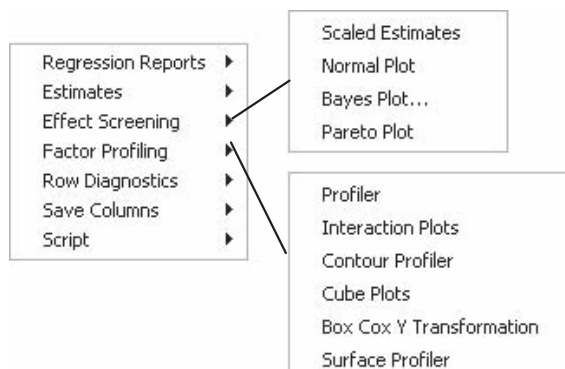 Regression Reports
Estimates
Effect Screening
Factor Profiling
Row Diagnostics
Save Columns
Script
Scaled Estimates
Normal Plot
Bayes Plot...
Pareto Plot
Profiler
Interaction Plots
Contour Profiler
Cube Plots
Box Cox Y Transformation
Surface Profiler